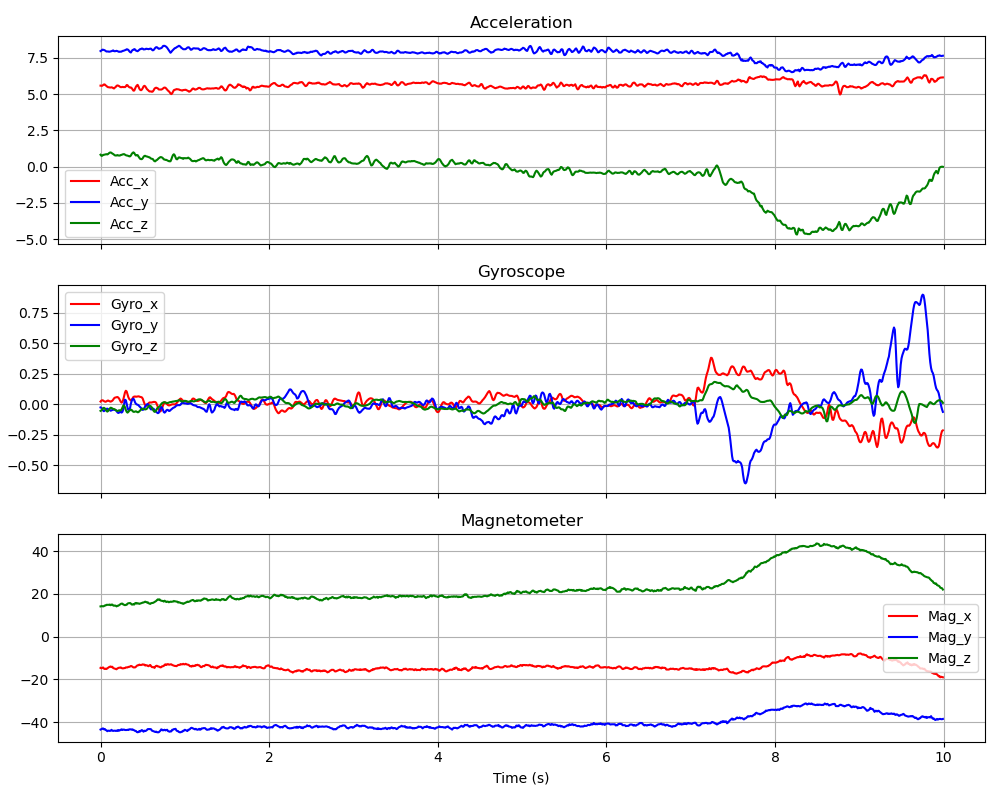 Acceleration
7.5
5.0
2.5
0.0
−2.5
−5.0
Acc_x
Acc_y
Acc_z
Gyroscope
0.75
0.50
0.25
0.00
−0.25
−0.50
Gyro_x
Gyro_y
Gyro_z
Magnetometer
40
20
0
−20
−40
Mag_x
Mag_y
Mag_z
0 2 4 6 8 10
Time (s)